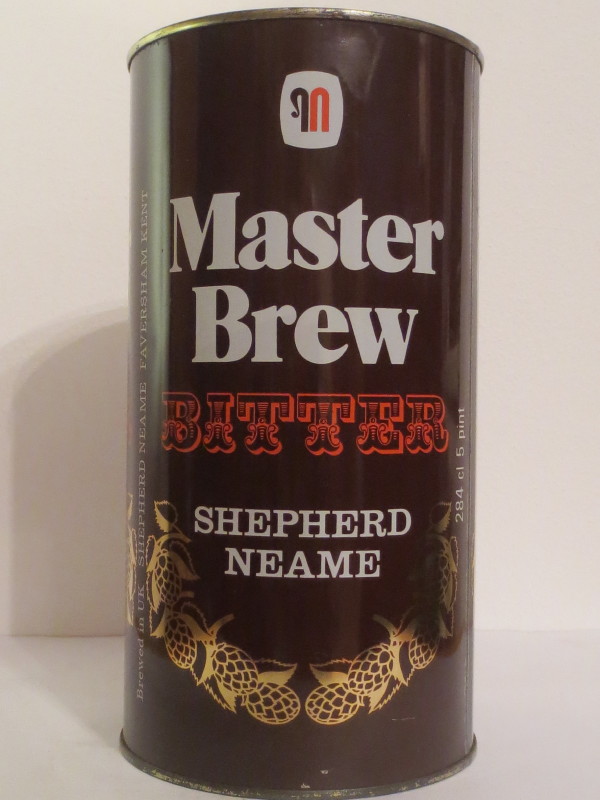 Master
Brew
BITTER
SHEPHERD
NEAME
Brewed in UK SHEPHERD NEAME FAVERSHAM KENT
284 cl 5 pint